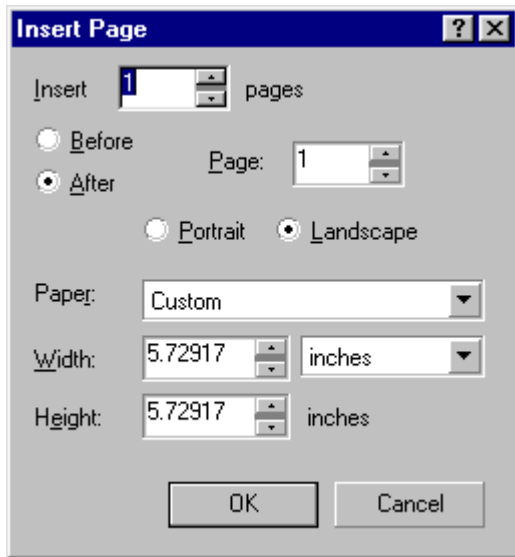 Insert Page
Insert 1 pages
Before
Page: 1
After
Portrait Landscape
Paper: Custom
Width: 5.72917 inches
Height: 5.72917 inches
OK Cancel